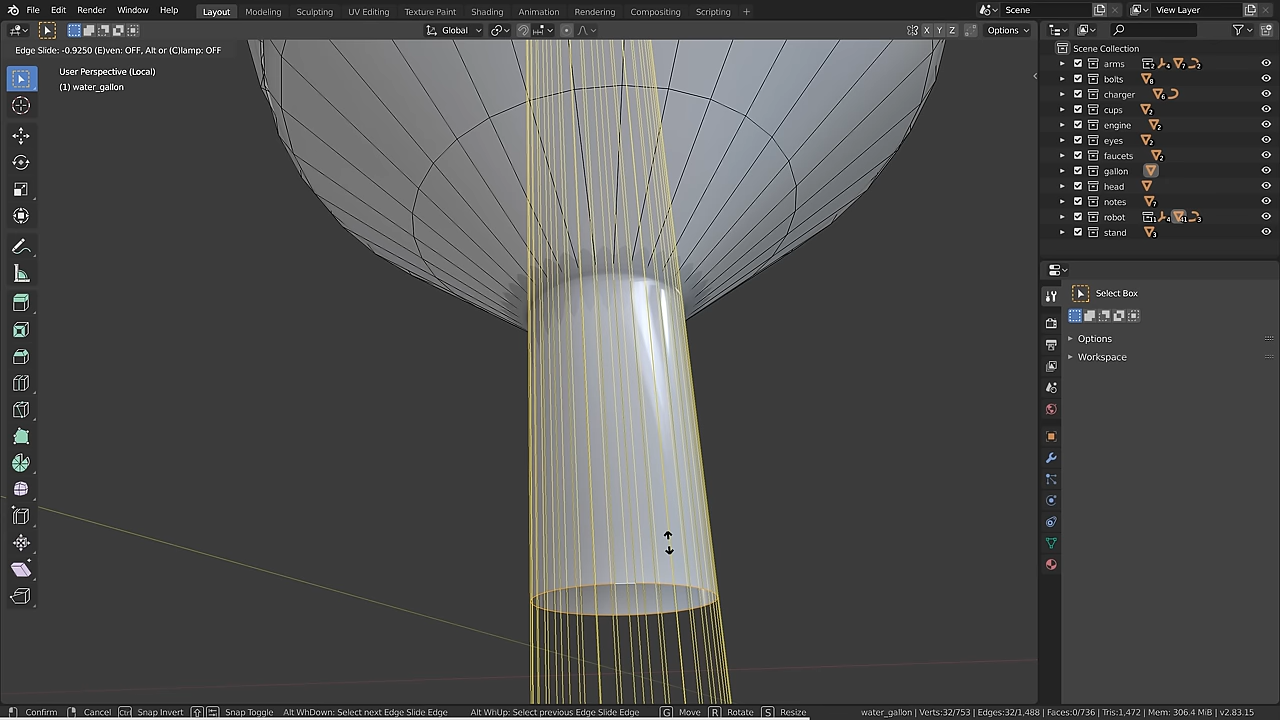 File Edit Render Window Help Layout Modeling Sculpting UV Editing Texture Paint Shading Animation Rendering Compositing Scripting + Scene View Layer
Global X Y Z Options
Edge Slide: -0.9250 (E)ven: OFF, Alt or (C)lamp: OFF
User Perspective (Local)
(1) water_gallon
Scene Collection
arms
bolts
charger
cups
engine
eyes
faucets
gallon
head
notes
robot
stand
Select Box
Options
Workspace
Confirm Cancel Ctrl Snap Invert Snap Toggle Alt WhDown: Select next Edge Slide Edge Alt WhUp: Select previous Edge Slide Edge G Move R Rotate S Resize water_gallon | Verts:32/753 | Edges:32/1,488 | Faces:0/736 | Tris:1,472 | Mem: 306.4 MiB | v2.83.15